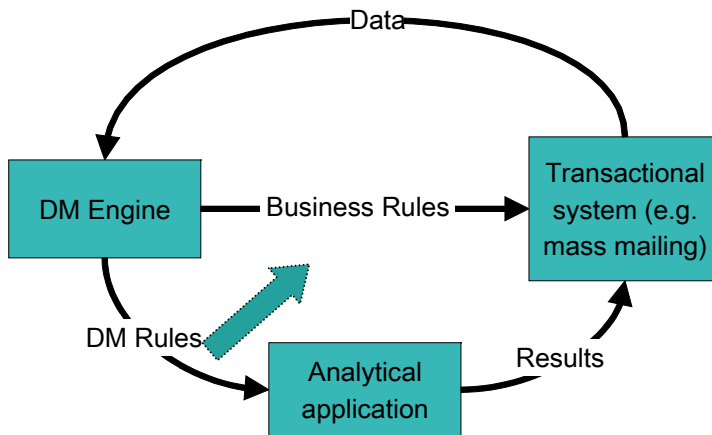 Data
DM Engine
Business Rules
Transactional
system (e.g.
mass mailing)
DM Rules
Analytical
application
Results